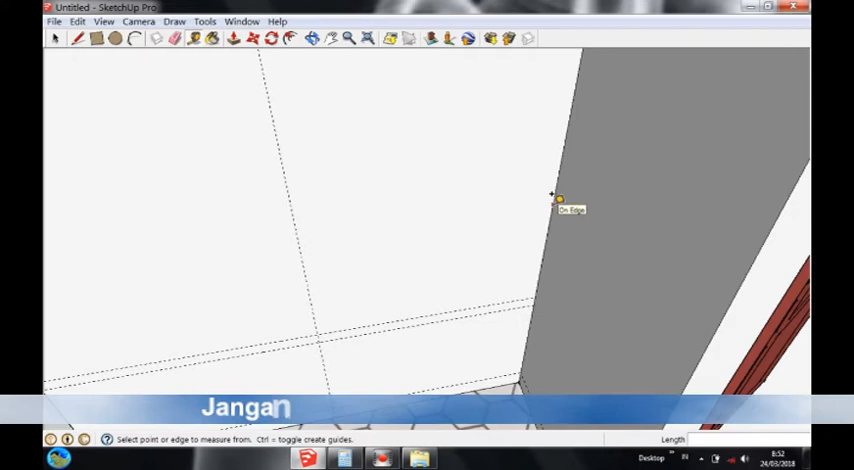 Untitled - SketchUp Pro
File Edit View Camera Draw Tools Window Help
On Edge
Jangan
Select point or edge to measure from. Ctrl = toggle create guides.
Length
Desktop
IN
8:52
24/03/2018